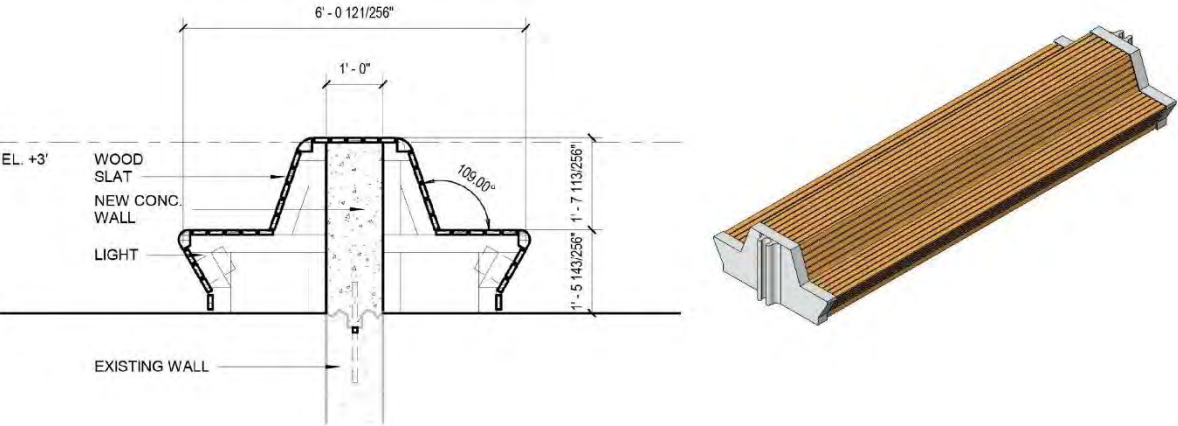 6' - 0 121/256"
1' - 0"
EL. +3'
WOOD
SLAT
NEW CONC.
WALL
LIGHT
109.00°
1' - 7 113/256"
1' - 5 143/256"
EXISTING WALL